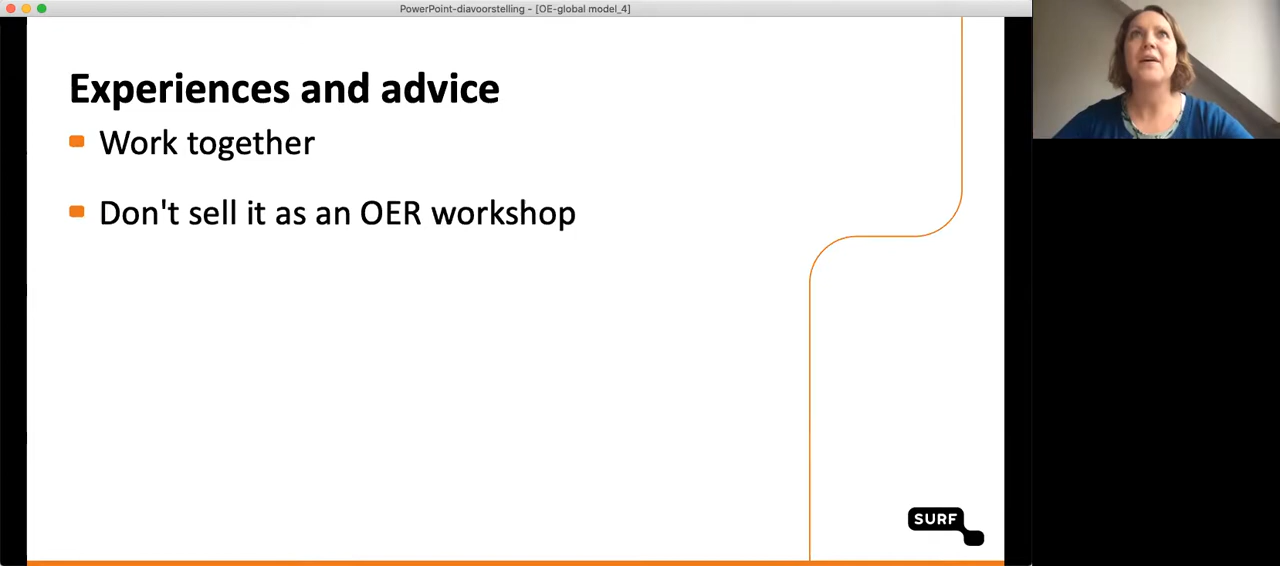 PowerPoint-diavoorstelling - [OE-global model_4]
Experiences and advice
Work together
Don't sell it as an OER workshop
SURF